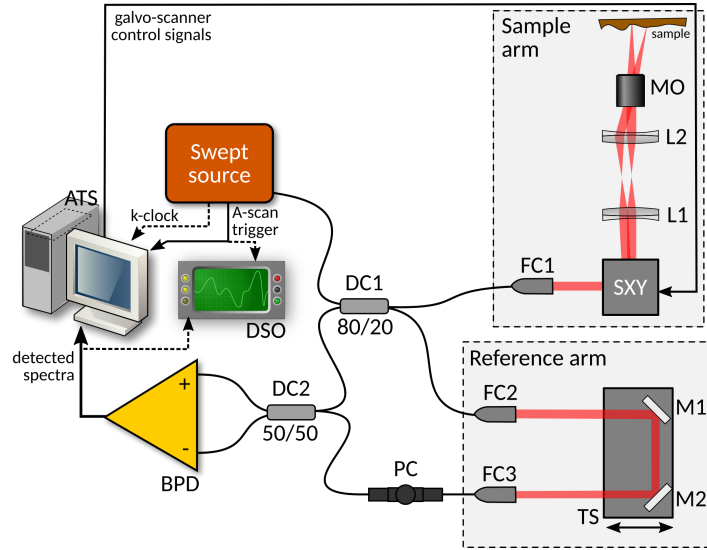 galvo-scanner
control signals
Sample
arm
sample
MO
L2
Swept
source
ATS
k-clock
A-scan
trigger
L1
FC1
SXY
DC1
80/20
DSO
detected
spectra
Reference arm
DC2
50/50
+
-
BPD
FC2
M1
PC
FC3
M2
TS